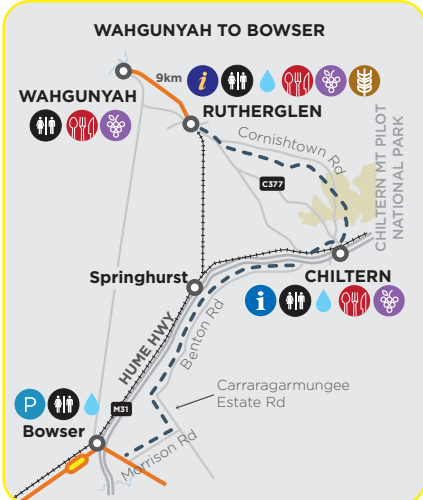 WAHGUNYAH TO BOWSER
9km
i
WAHGUNYAH
RUTHERGLEN
Cornishtown Rd
C377
CHILTERN MT PILOT
NATIONAL PARK
Springhurst
CHILTERN
i
HUME HWY
Benton Rd
Carraragarmungee
Estate Rd
P
M31
Bowser
Morrison Rd